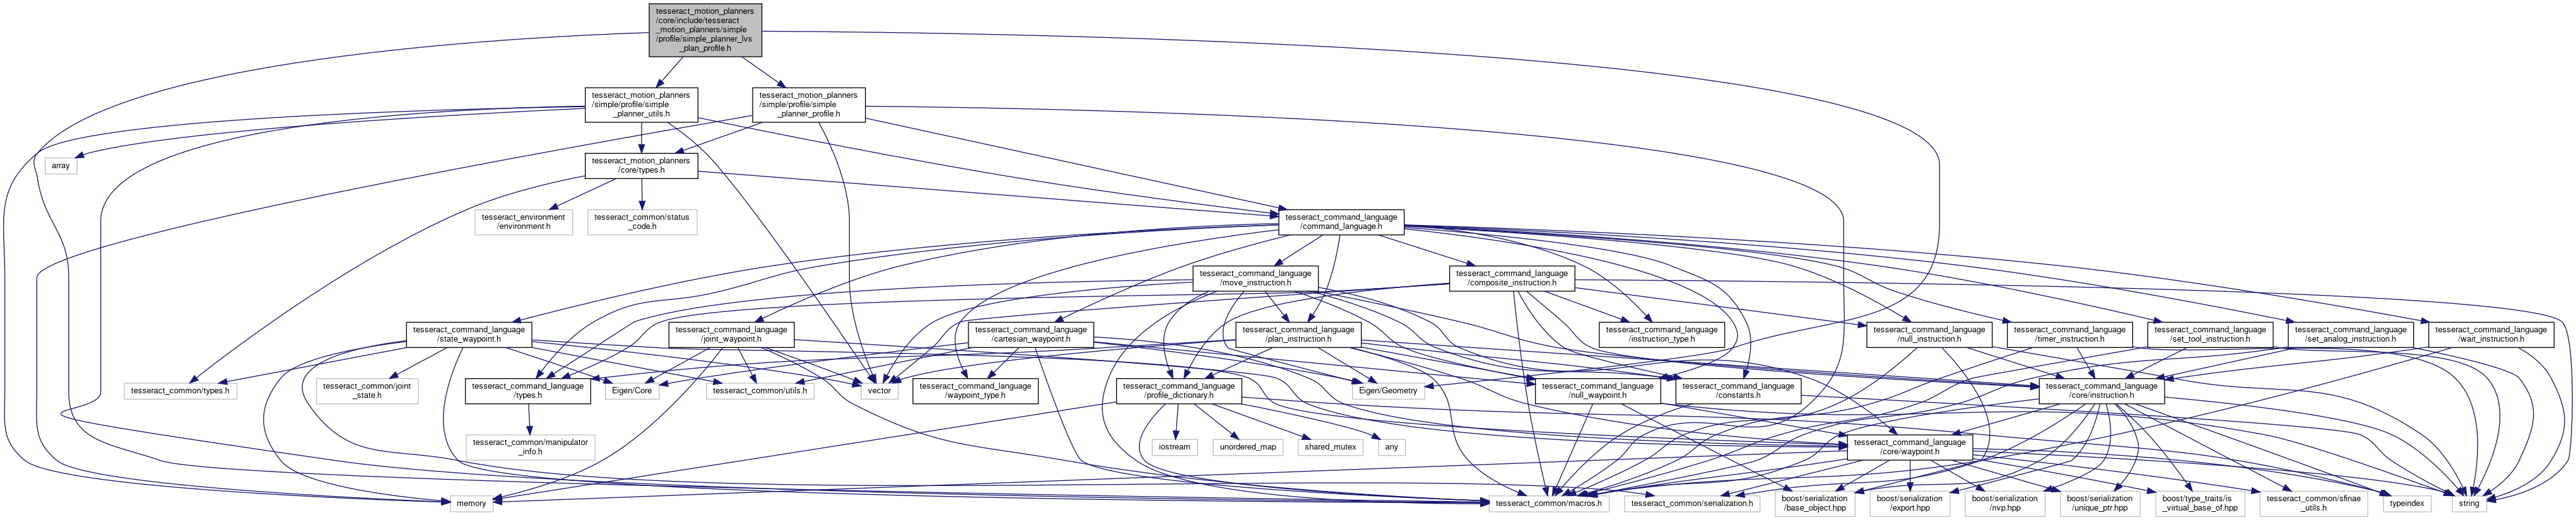 tesseract_motion_planners
/core/include/tesseract
_motion_planners/simple
/profile/simple_planner_lvs
_plan_profile.h
tesseract_motion_planners
/simple/profile/simple
_planner_utils.h
tesseract_motion_planners
/simple/profile/simple
_planner_profile.h
array
tesseract_motion_planners
/core/types.h
tesseract_environment
/environment.h
tesseract_common/status
_code.h
tesseract_command_language
/command_language.h
tesseract_command_language
/move_instruction.h
tesseract_command_language
/composite_instruction.h
tesseract_command_language
/state_waypoint.h
tesseract_command_language
/joint_waypoint.h
tesseract_command_language
/cartesian_waypoint.h
tesseract_command_language
/plan_instruction.h
tesseract_command_language
/instruction_type.h
tesseract_command_language
/null_instruction.h
tesseract_command_language
/timer_instruction.h
tesseract_command_language
/set_tool_instruction.h
tesseract_command_language
/set_analog_instruction.h
tesseract_command_language
/wait_instruction.h
tesseract_common/types.h
tesseract_common/joint
_state.h
tesseract_command_language
/types.h
Eigen/Core
tesseract_common/utils.h
vector
tesseract_command_language
/waypoint_type.h
tesseract_command_language
/profile_dictionary.h
Eigen/Geometry
tesseract_command_language
/null_waypoint.h
tesseract_command_language
/constants.h
tesseract_command_language
/core/instruction.h
tesseract_common/manipulator
_info.h
iostream
unordered_map
shared_mutex
any
tesseract_command_language
/core/waypoint.h
memory
tesseract_common/macros.h
tesseract_common/serialization.h
boost/serialization
/base_object.hpp
boost/serialization
/export.hpp
boost/serialization
/nvp.hpp
boost/serialization
/unique_ptr.hpp
boost/type_traits/is
_virtual_base_of.hpp
tesseract_common/sfinae
_utils.h
typeindex
string